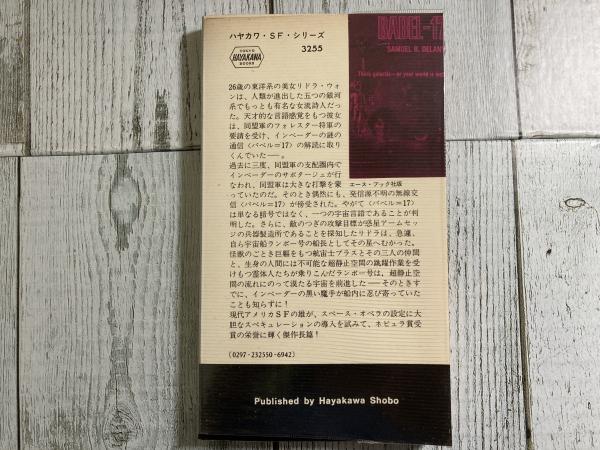 ハヤカワ・SF・シリーズ
3255
TOKYO
HAYAKAWA
BOOKS
BABEL-17
SAMUEL R. DELANY
26歳の東洋系の美女リドラ・ウォ
ンは、人類が進出した五つの銀河
系でもっとも有名な女流詩人だっ
た。天才的な言語感覚をもつ彼女
は、同盟軍のフォレスター将軍の
要請を受け、インベーダーの謎の
通信〈バベル=17〉の解読に取り
くんでいた──。
過去に三度、同盟軍の支配圏内で
インベーダーのサボタージュが行
なわれ、同盟軍は大きな打撃を蒙
エース・ブック社版
っていたのだ。そのとき偶然にも、発信源不明の無線交
信〈バベル=17〉が傍受された。やがて〈バベル=17〉
は単なる暗号ではなく、一つの宇宙言語であることが判
明した。さらに、敵のつぎの攻撃目標が惑星アームセッ
ジの兵器製造所であることを探知したリドラは、急遽、
自ら宇宙船ランボー号の船長としてその星へむかった。
怪獣のごとき巨軀をもつ航宙士ブラスとその三人の仲間
と、生身の人間には不可能な超静止空間の跳躍作業を受
けもつ霊体人たちが乗りこんだランボー号は、超静止空
間の流れにのって漠たる宇宙を前進した──そのときす
でに、インベーダーの黒い魔手が船内に忍び寄っていた
ことも知らずに!
現代アメリカSFの雄が、スペース・オペラの設定に大
胆なスペキュレーションの導入を試みて、ネビュラ賞受
賞の栄誉に輝く傑作長篇!
(0297-232550-6942)
Published by Hayakawa Shobo